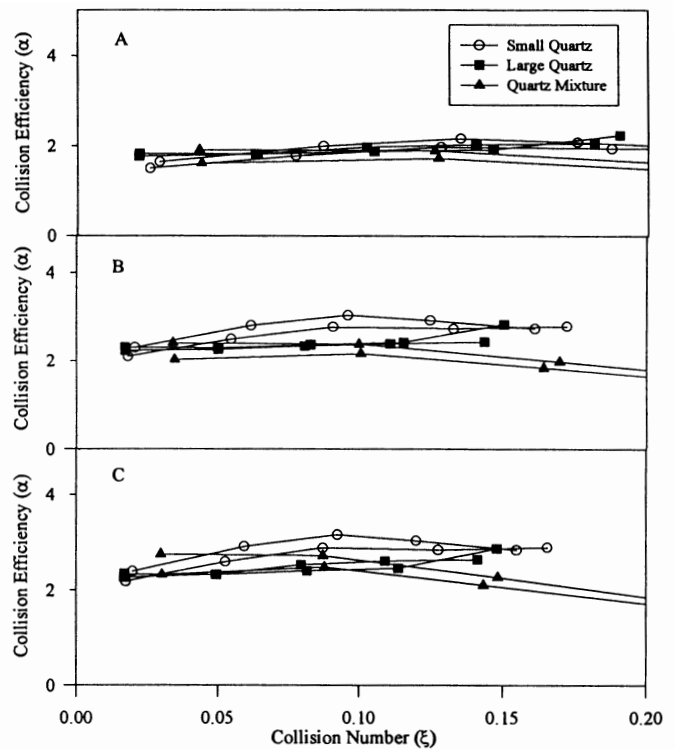 A
Small Quartz
Large Quartz
Quartz Mixture
4
2
0
Collision Efficiency (α)
B
4
2
0
Collision Efficiency (α)
C
4
2
0
Collision Efficiency (α)
0.00 0.05 0.10 0.15 0.20
Collision Number (ξ)